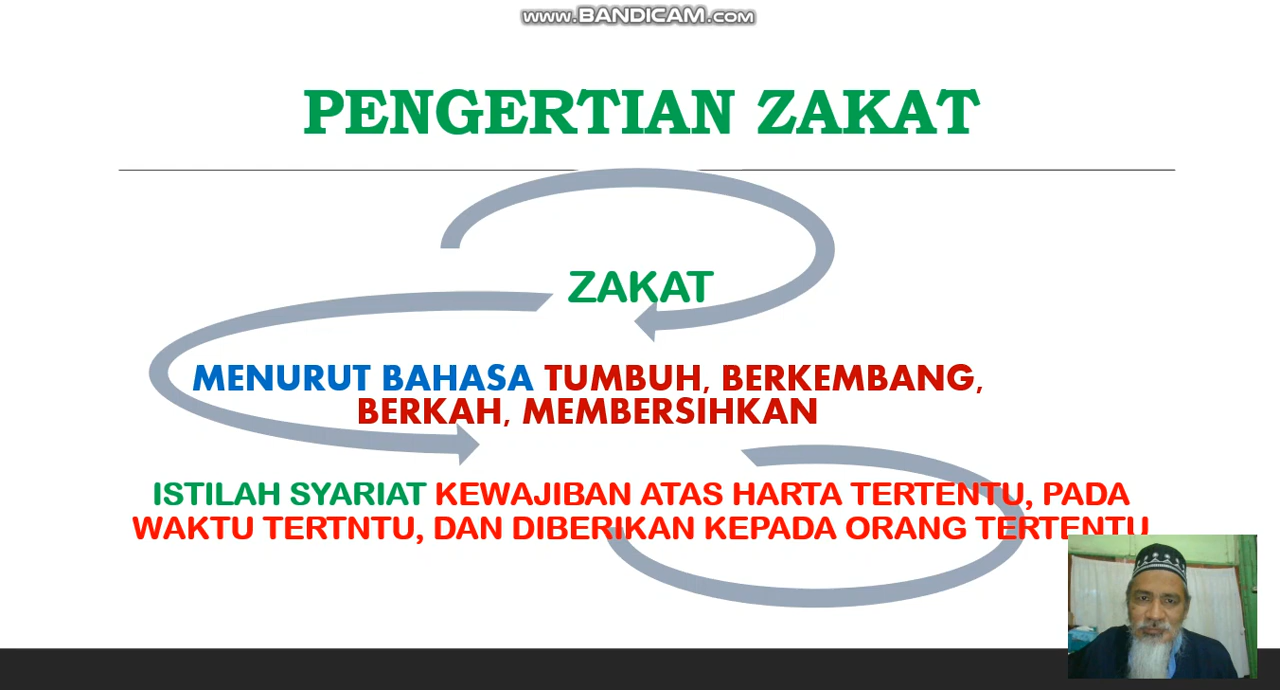 www.BANDICAM.com
PENGERTIAN ZAKAT
ZAKAT
MENURUT BAHASA TUMBUH, BERKEMBANG,
BERKAH, MEMBERSIHKAN
ISTILAH SYARIAT KEWAJIBAN ATAS HARTA TERTENTU, PADA
WAKTU TERTNTU, DAN DIBERIKAN KEPADA ORANG TERTENTU